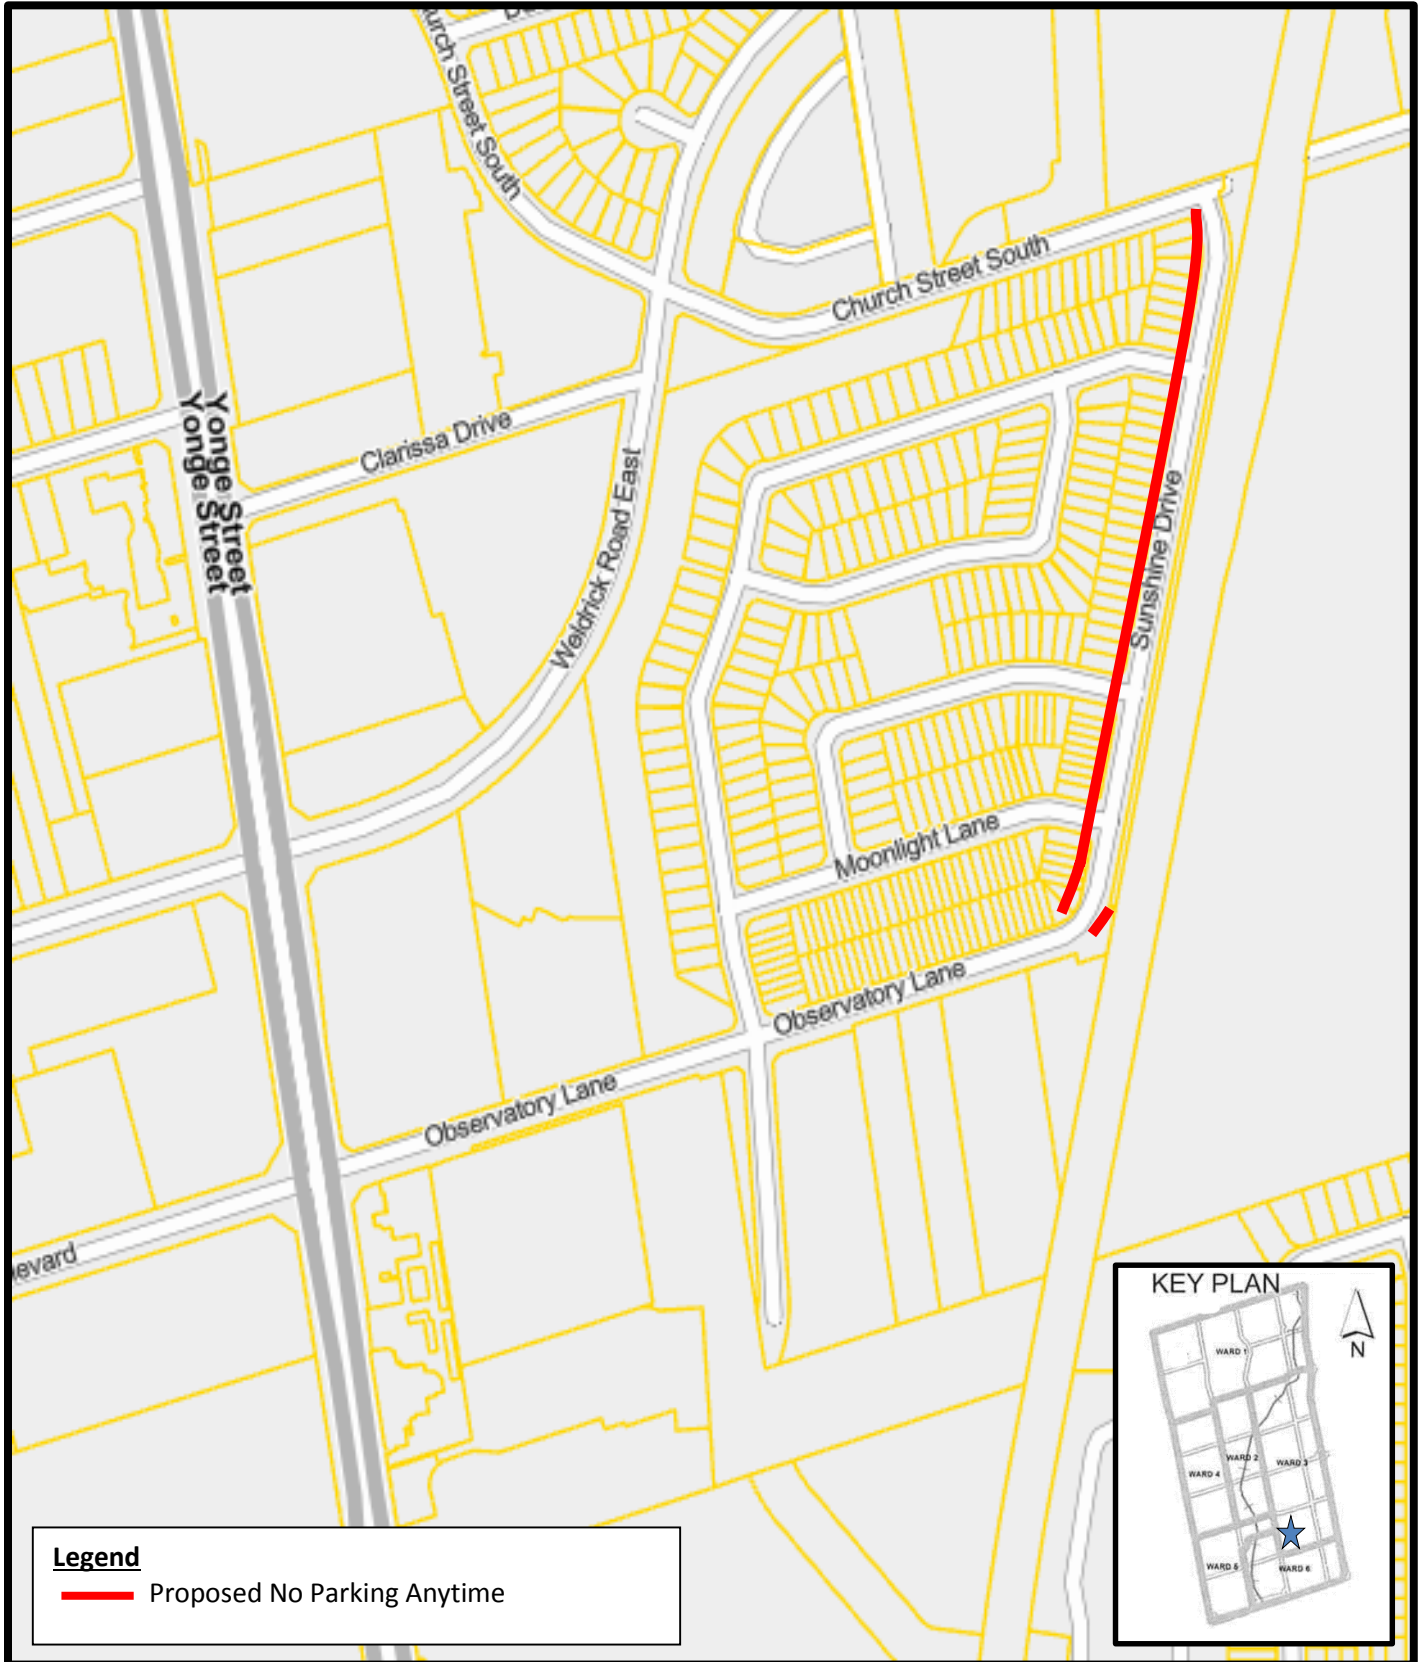 Church Street South
Church Street South
Clarissa Drive
Yonge Street
Yonge Street
Weldrick Road East
Sunshine Drive
Moonlight Lane
Observatory Lane
Observatory Lane
evard
KEY PLAN
N
WARD 1
WARD 2
WARD 3
WARD 4
WARD 5
WARD 6
Legend
Proposed No Parking Anytime